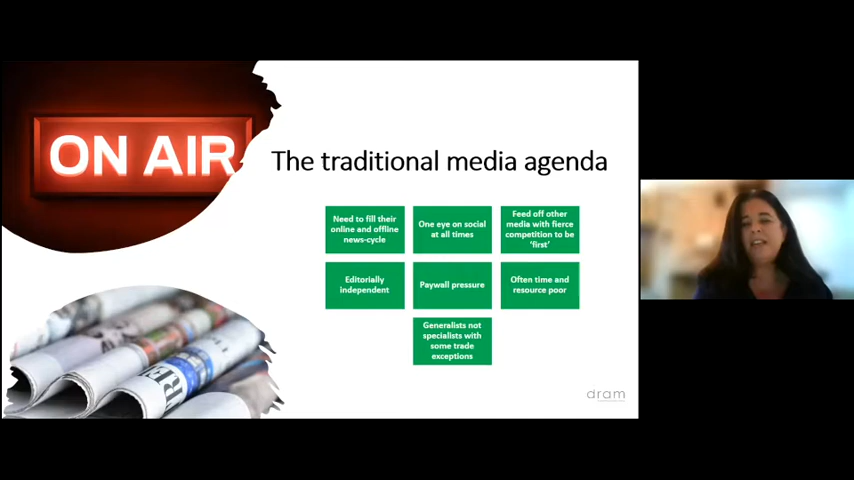 ON AIR
The traditional media agenda
Need to fill their
online and offline
news-cycle
One eye on social
at all times
Feed off other
media with fierce
competition to be
‘first’
Editorially
independent
Paywall pressure
Often time and
resource poor
Generalists not
specialists with
some trade
exceptions
dram